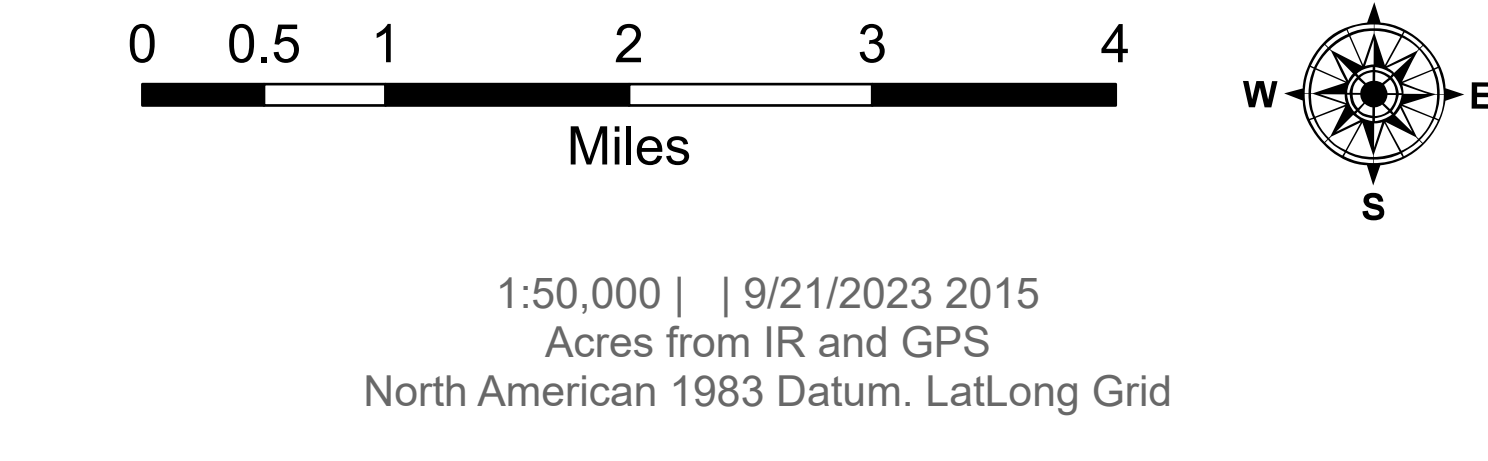 0 0.5 1 2 3 4
Miles
W E
S
1:50,000 | | 9/21/2023 2015
Acres from IR and GPS
North American 1983 Datum. LatLong Grid